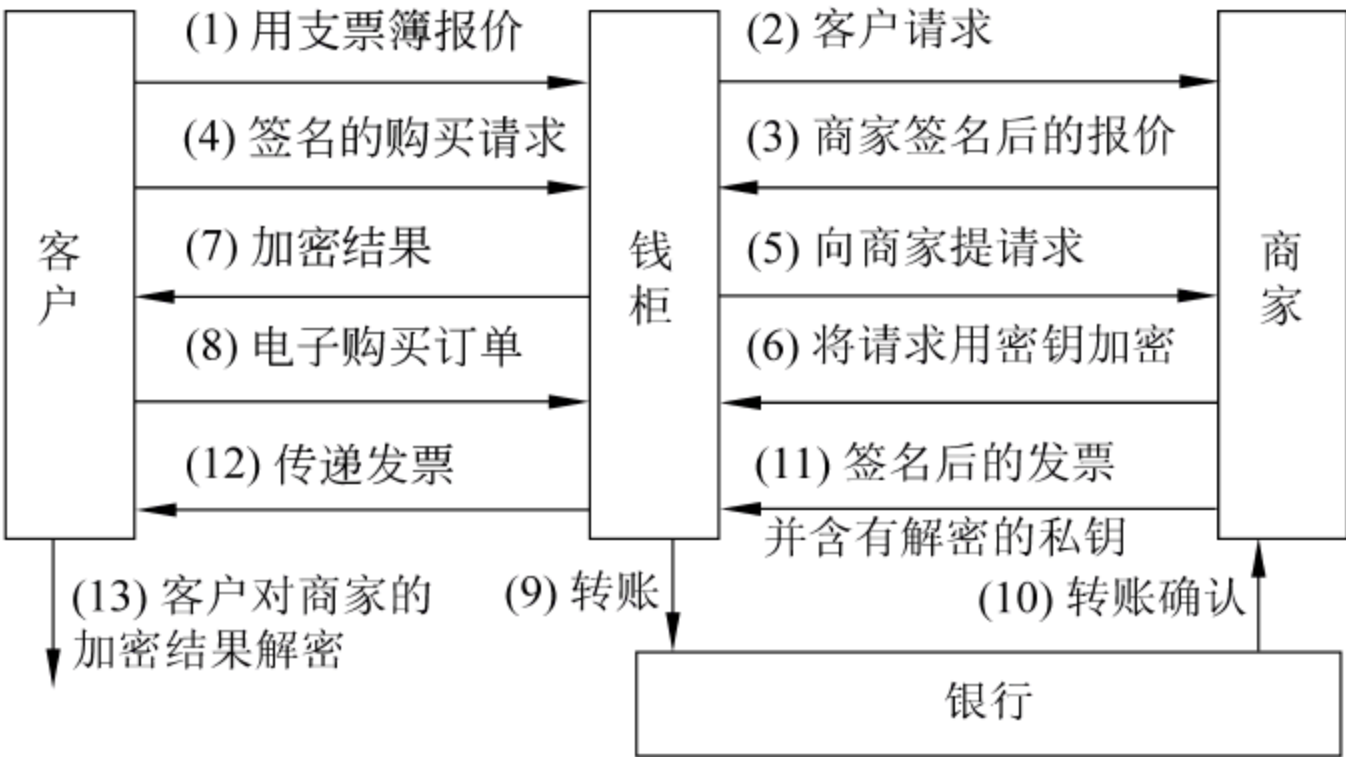 (1) 用支票簿报价
(2) 客户请求
(4) 签名的购买请求
(3) 商家签名后的报价
客户
(7) 加密结果
钱柜
(5) 向商家提请求
商家
(8) 电子购买订单
(6) 将请求用密钥加密
(12) 传递发票
(11) 签名后的发票
并含有解密的私钥
(13) 客户对商家的
加密结果解密
(9) 转账
(10) 转账确认
银行